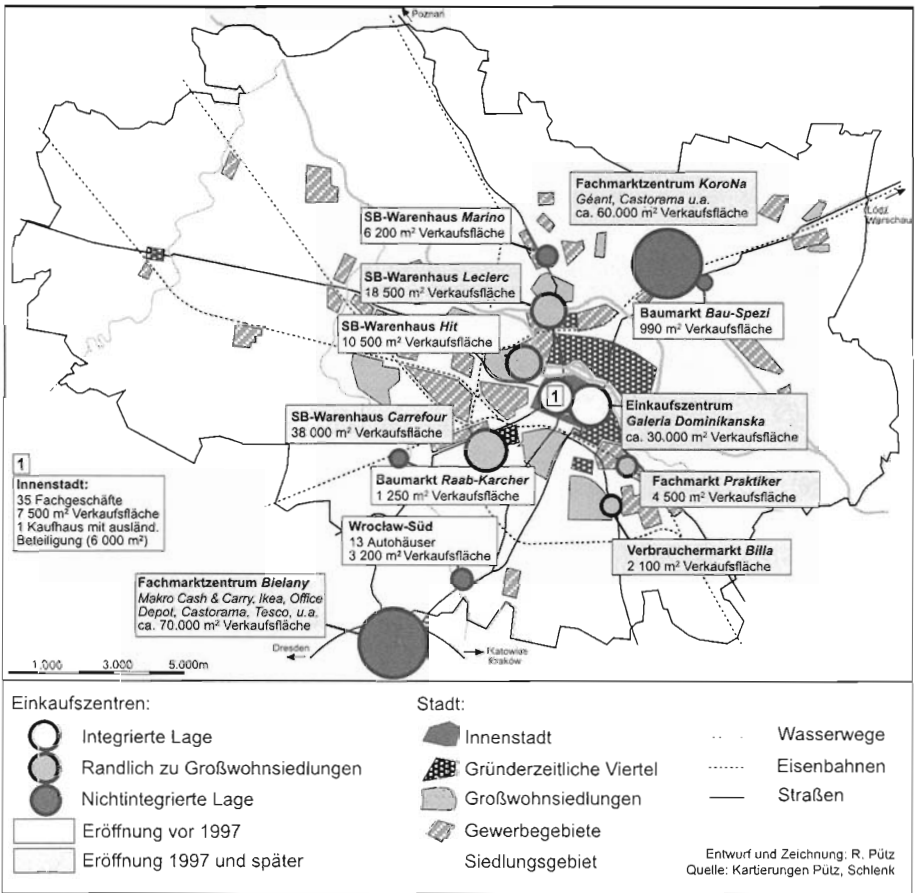 Poznań
Fachmarktzentrum KoroNa
Géant, Castorama u.a.
ca. 60.000 m² Verkaufsfläche
Łódź
Warschau
SB-Warenhaus Marino
6 200 m² Verkaufsfläche
SB-Warenhaus Leclerc
18 500 m² Verkaufsfläche
Baumarkt Bau-Spezi
990 m² Verkaufsfläche
SB-Warenhaus Hit
10 500 m² Verkaufsfläche
1
Einkaufszentrum
Galeria Dominikanska
ca. 30.000 m² Verkaufsfläche
SB-Warenhaus Carrefour
38 000 m² Verkaufsfläche
1
Innenstadt:
35 Fachgeschäfte
7 500 m² Verkaufsfläche
1 Kaufhaus mit ausländ.
Beteiligung (6 000 m²)
Baumarkt Raab-Karcher
1 250 m² Verkaufsfläche
Fachmarkt Praktiker
4 500 m² Verkaufsfläche
Wrocław-Süd
13 Autohäuser
3 200 m² Verkaufsfläche
Verbrauchermarkt Billa
2 100 m² Verkaufsfläche
Fachmarktzentrum Bielany
Makro Cash & Carry, Ikea, Office
Depot, Castorama, Tesco, u.a.
ca. 70.000 m² Verkaufsfläche
Dresden
Katowice
Kraków
1.000 3.000 5.000m
Einkaufszentren:
Integrierte Lage
Randlich zu Großwohnsiedlungen
Nichtintegrierte Lage
Eröffnung vor 1997
Eröffnung 1997 und später
Stadt:
Innenstadt
Gründerzeitliche Viertel
Großwohnsiedlungen
Gewerbegebiete
Siedlungsgebiet
Wasserwege
Eisenbahnen
Straßen
Entwurf und Zeichnung: R. Pütz
Quelle: Kartierungen Pütz, Schlenk